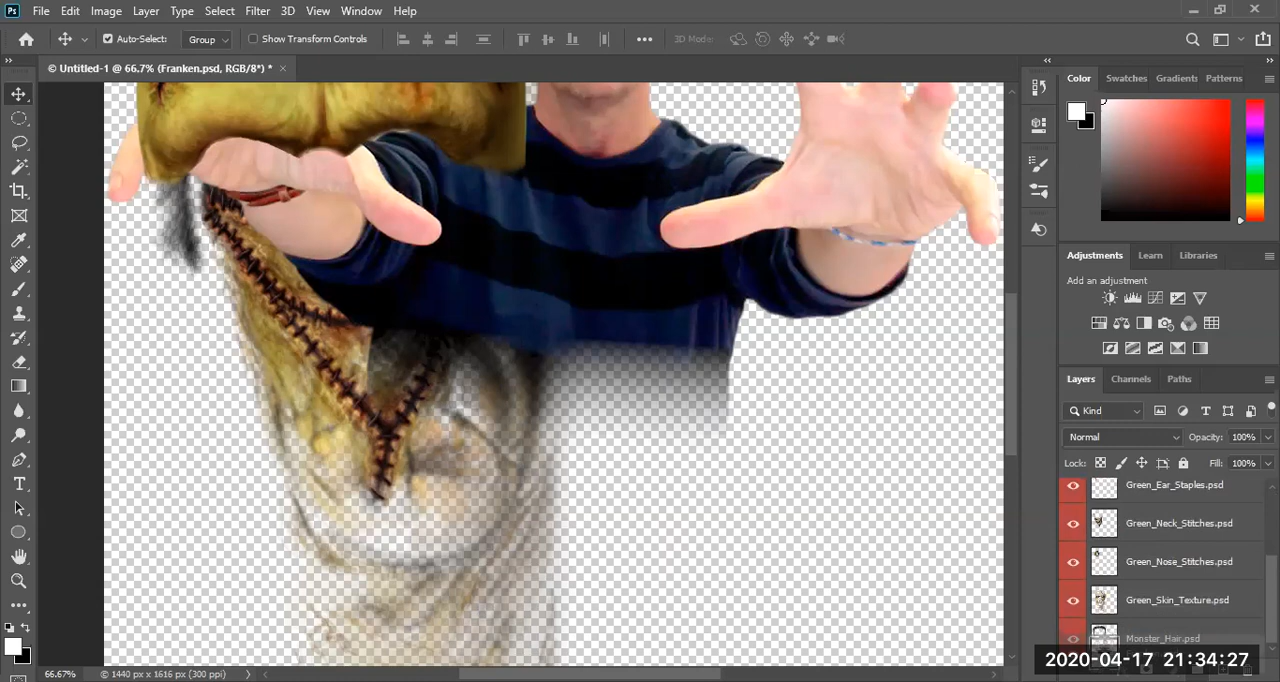 Ps File Edit Image Layer Type Select Filter 3D View Window Help
Auto-Select: Group Show Transform Controls 3D Mode
© Untitled-1 @ 66.7% (Franken.psd, RGB/8*) *
Color Swatches Gradients Patterns
Adjustments Learn Libraries
Add an adjustment
Layers Channels Paths
Kind
Normal Opacity: 100%
Lock: Fill: 100%
Green_Ear_Staples.psd
Green_Neck_Stitches.psd
Green_Nose_Stitches.psd
Green_Skin_Texture.psd
Monster_Hair.psd
2020-04-17 21:34:27
66.67% © 1440 px x 1616 px (300 ppi)